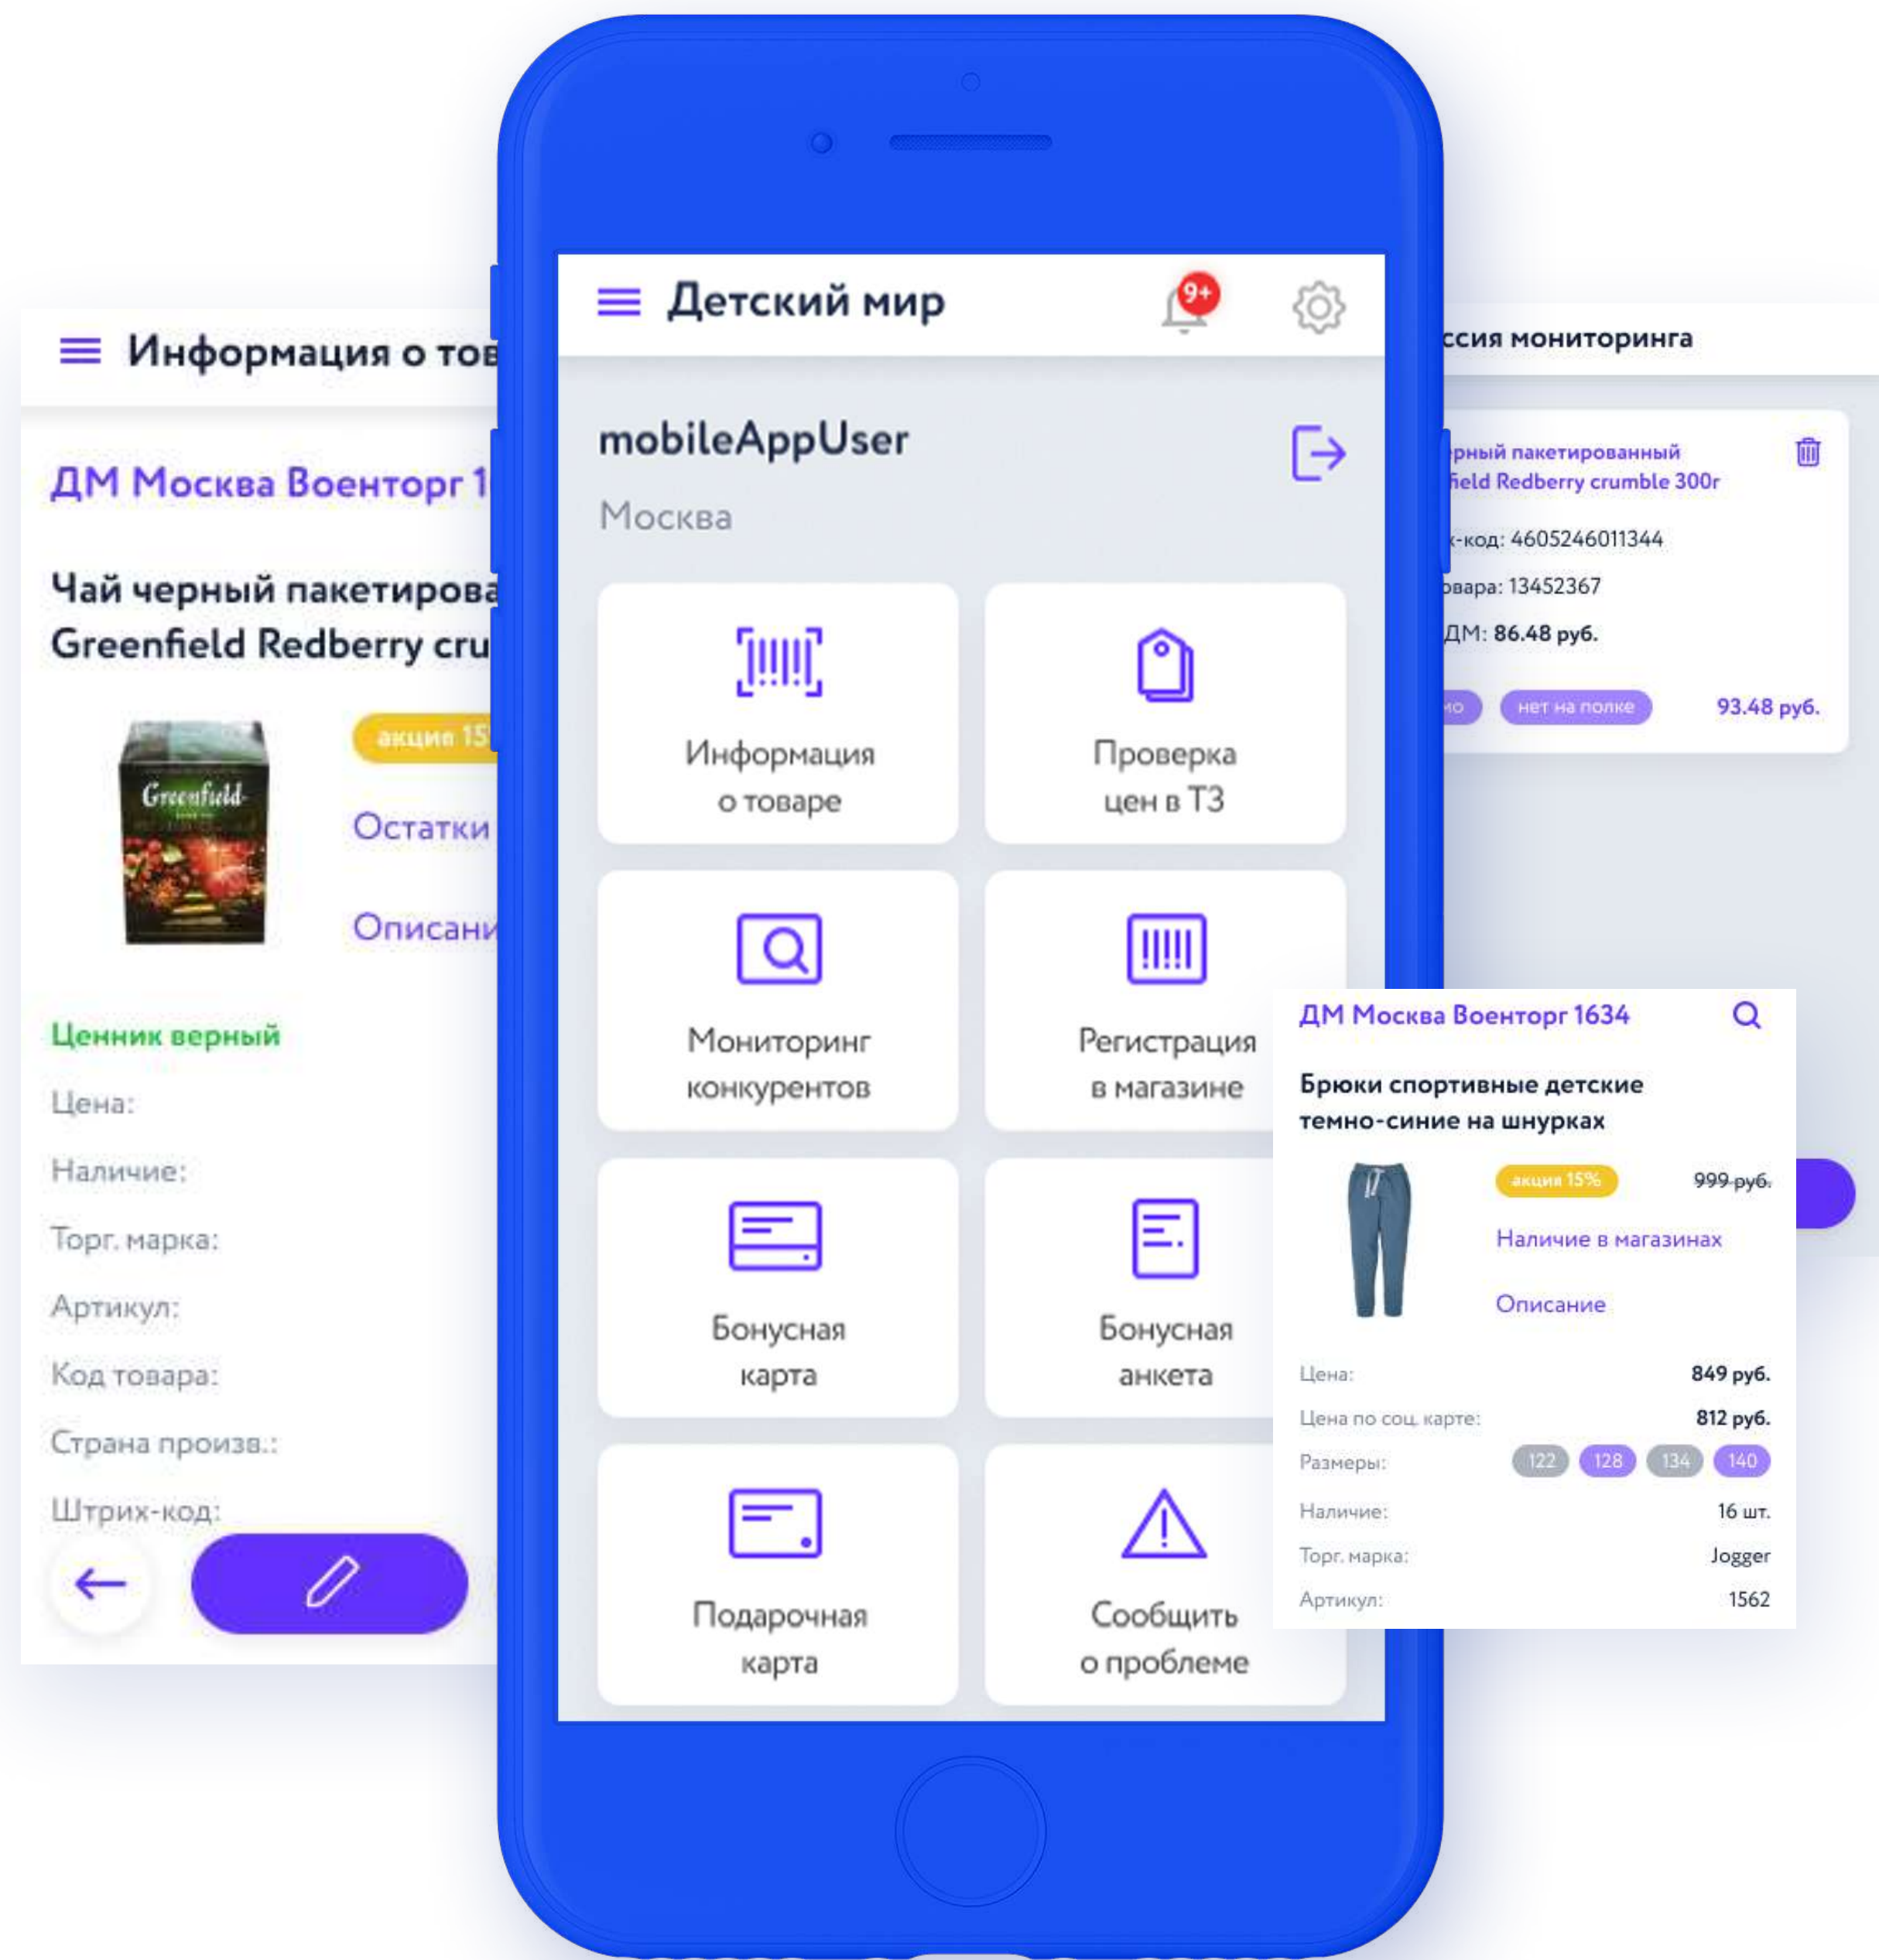 Информация о тов
ДМ Москва Военторг 1
Чай черный пакетирова
Greenfield Redberry cru
Greenfield
акция 15
Остатки
Описани
Ценник верный
Цена:
Наличие:
Торг. марка:
Артикул:
Код товара:
Страна произв.:
Штрих-код:
Детский мир
9+
mobileAppUser
Москва
Информация
о товаре
Проверка
цен в ТЗ
Мониторинг
конкурентов
Регистрация
в магазине
Бонусная
карта
Бонусная
анкета
Подарочная
карта
Сообщить
о проблеме
ссия мониторинга
рный пакетированный
field Redberry crumble 300г
х-код: 4605246011344
овара: 13452367
ДМ: 86.48 руб.
мо нет на полке 93.48 руб.
ДМ Москва Военторг 1634
Брюки спортивные детские
темно-синие на шнурках
акция 15% 999 руб.
Наличие в магазинах
Описание
Цена: 849 руб.
Цена по соц. карте: 812 руб.
Размеры: 122 128 134 140
Наличие: 16 шт.
Торг. марка: Jogger
Артикул: 1562